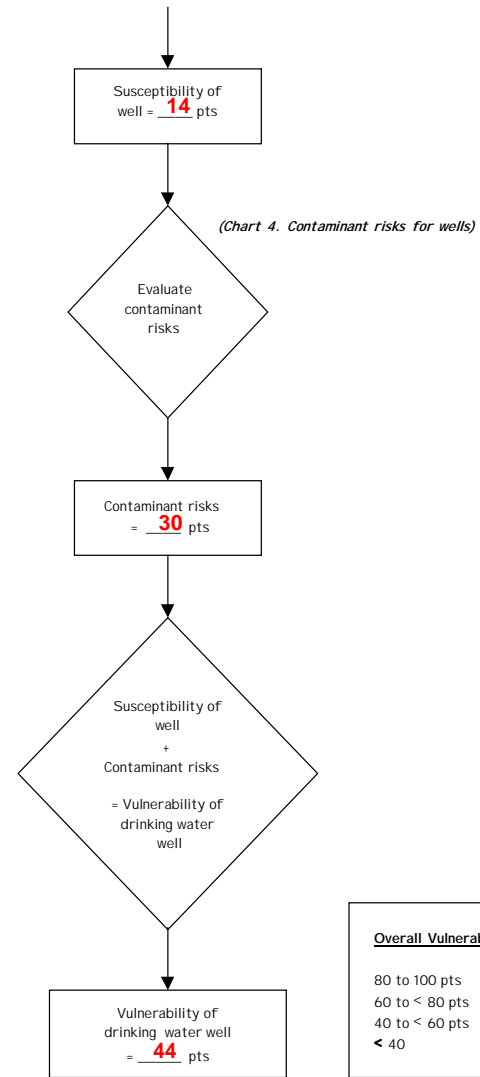 Susceptibility of
well = 14 pts
(Chart 4. Contaminant risks for wells)
Evaluate
contaminant
risks
Contaminant risks
= 30 pts
Susceptibility of
well
+
Contaminant risks
= Vulnerability of
drinking water
well
Vulnerability of
drinking water well
= 44 pts
Overall
80 to 100 pts
60 to < 80 pts
40 to < 60 pts
< 40